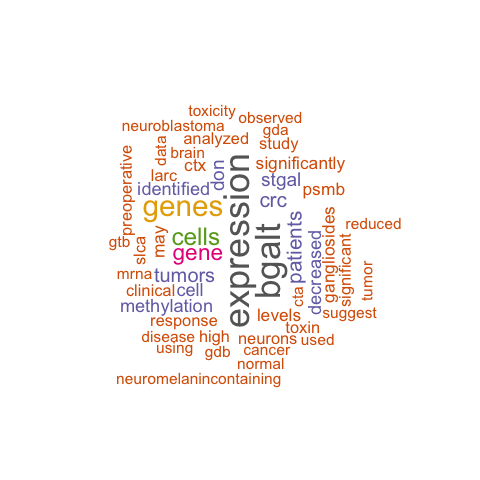 toxicity
neuroblastoma
observed
gda
data
analyzed
study
brain
ctx
significantly
larc
don
stgal
preoperative
identified
psmb
genes
crc
expression
bgalt
patients
gangliosides
reduced
gtb
slca
may
cells
gene
decreased
significant
tumor
mrna
tumors
clinical
cell
cta
methylation
levels
suggest
response
toxin
disease
high
neurons
used
using
gdb
cancer
normal
neuromelanincontaining